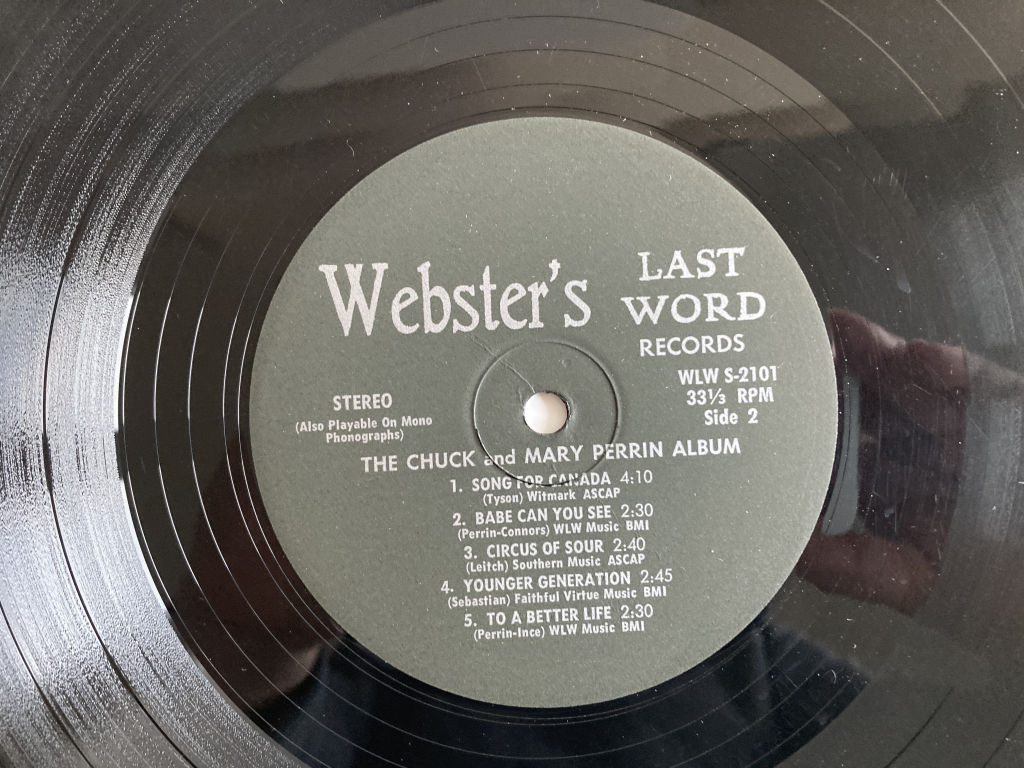 Webster's LAST WORD RECORDS
WLW S-2101
33⅓ RPM
Side 2
STEREO
(Also Playable On Mono
Phonographs)
THE CHUCK and MARY PERRIN ALBUM
1. SONG FOR CANADA 4:10
(Tyson) Witmark ASCAP
2. BABE CAN YOU SEE 2:30
(Perrin-Connors) WLW Music BMI
3. CIRCUS OF SOUR 2:40
(Leitch) Southern Music ASCAP
4. YOUNGER GENERATION 2:45
(Sebastian) Faithful Virtue Music BMI
5. TO A BETTER LIFE 2:30
(Perrin-Ince) WLW Music BMI